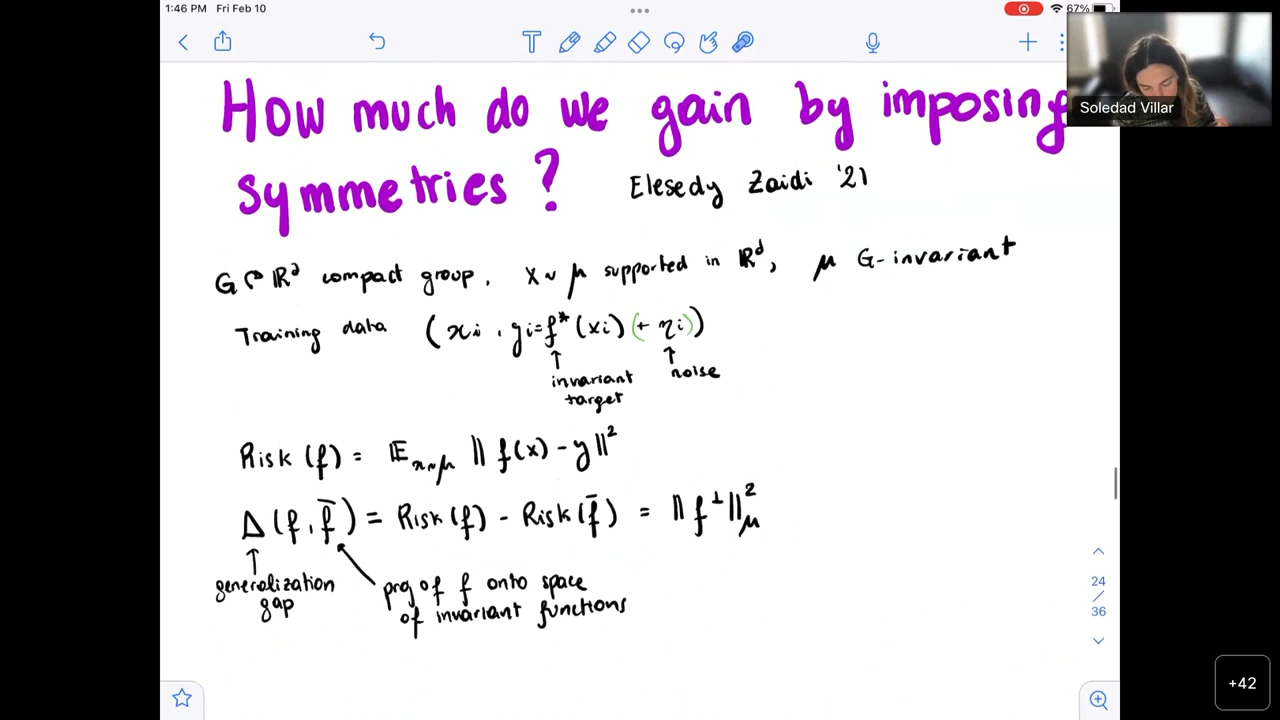 1:46 PM Fri Feb 10
67%
Soledad Villar
How much do we gain by imposing
symmetries ?
Elesedy Zaidi '21
G ↻ ℝᵈ compact group. X ~ μ supported in ℝᵈ, μ G-invariant
Training data (xi, yi = f*(xi) (+ ηi))
↑ ↑
invariant noise
target
Risk (f) = 𝔼ₓ~μ ‖ f(x) - y ‖²
Δ(f, f̄) = Risk(f) - Risk(f̄) = ‖ f^⊥ ‖²_μ
↑
generalization
gap
proj of f onto space
of invariant functions
24
/
36
+42